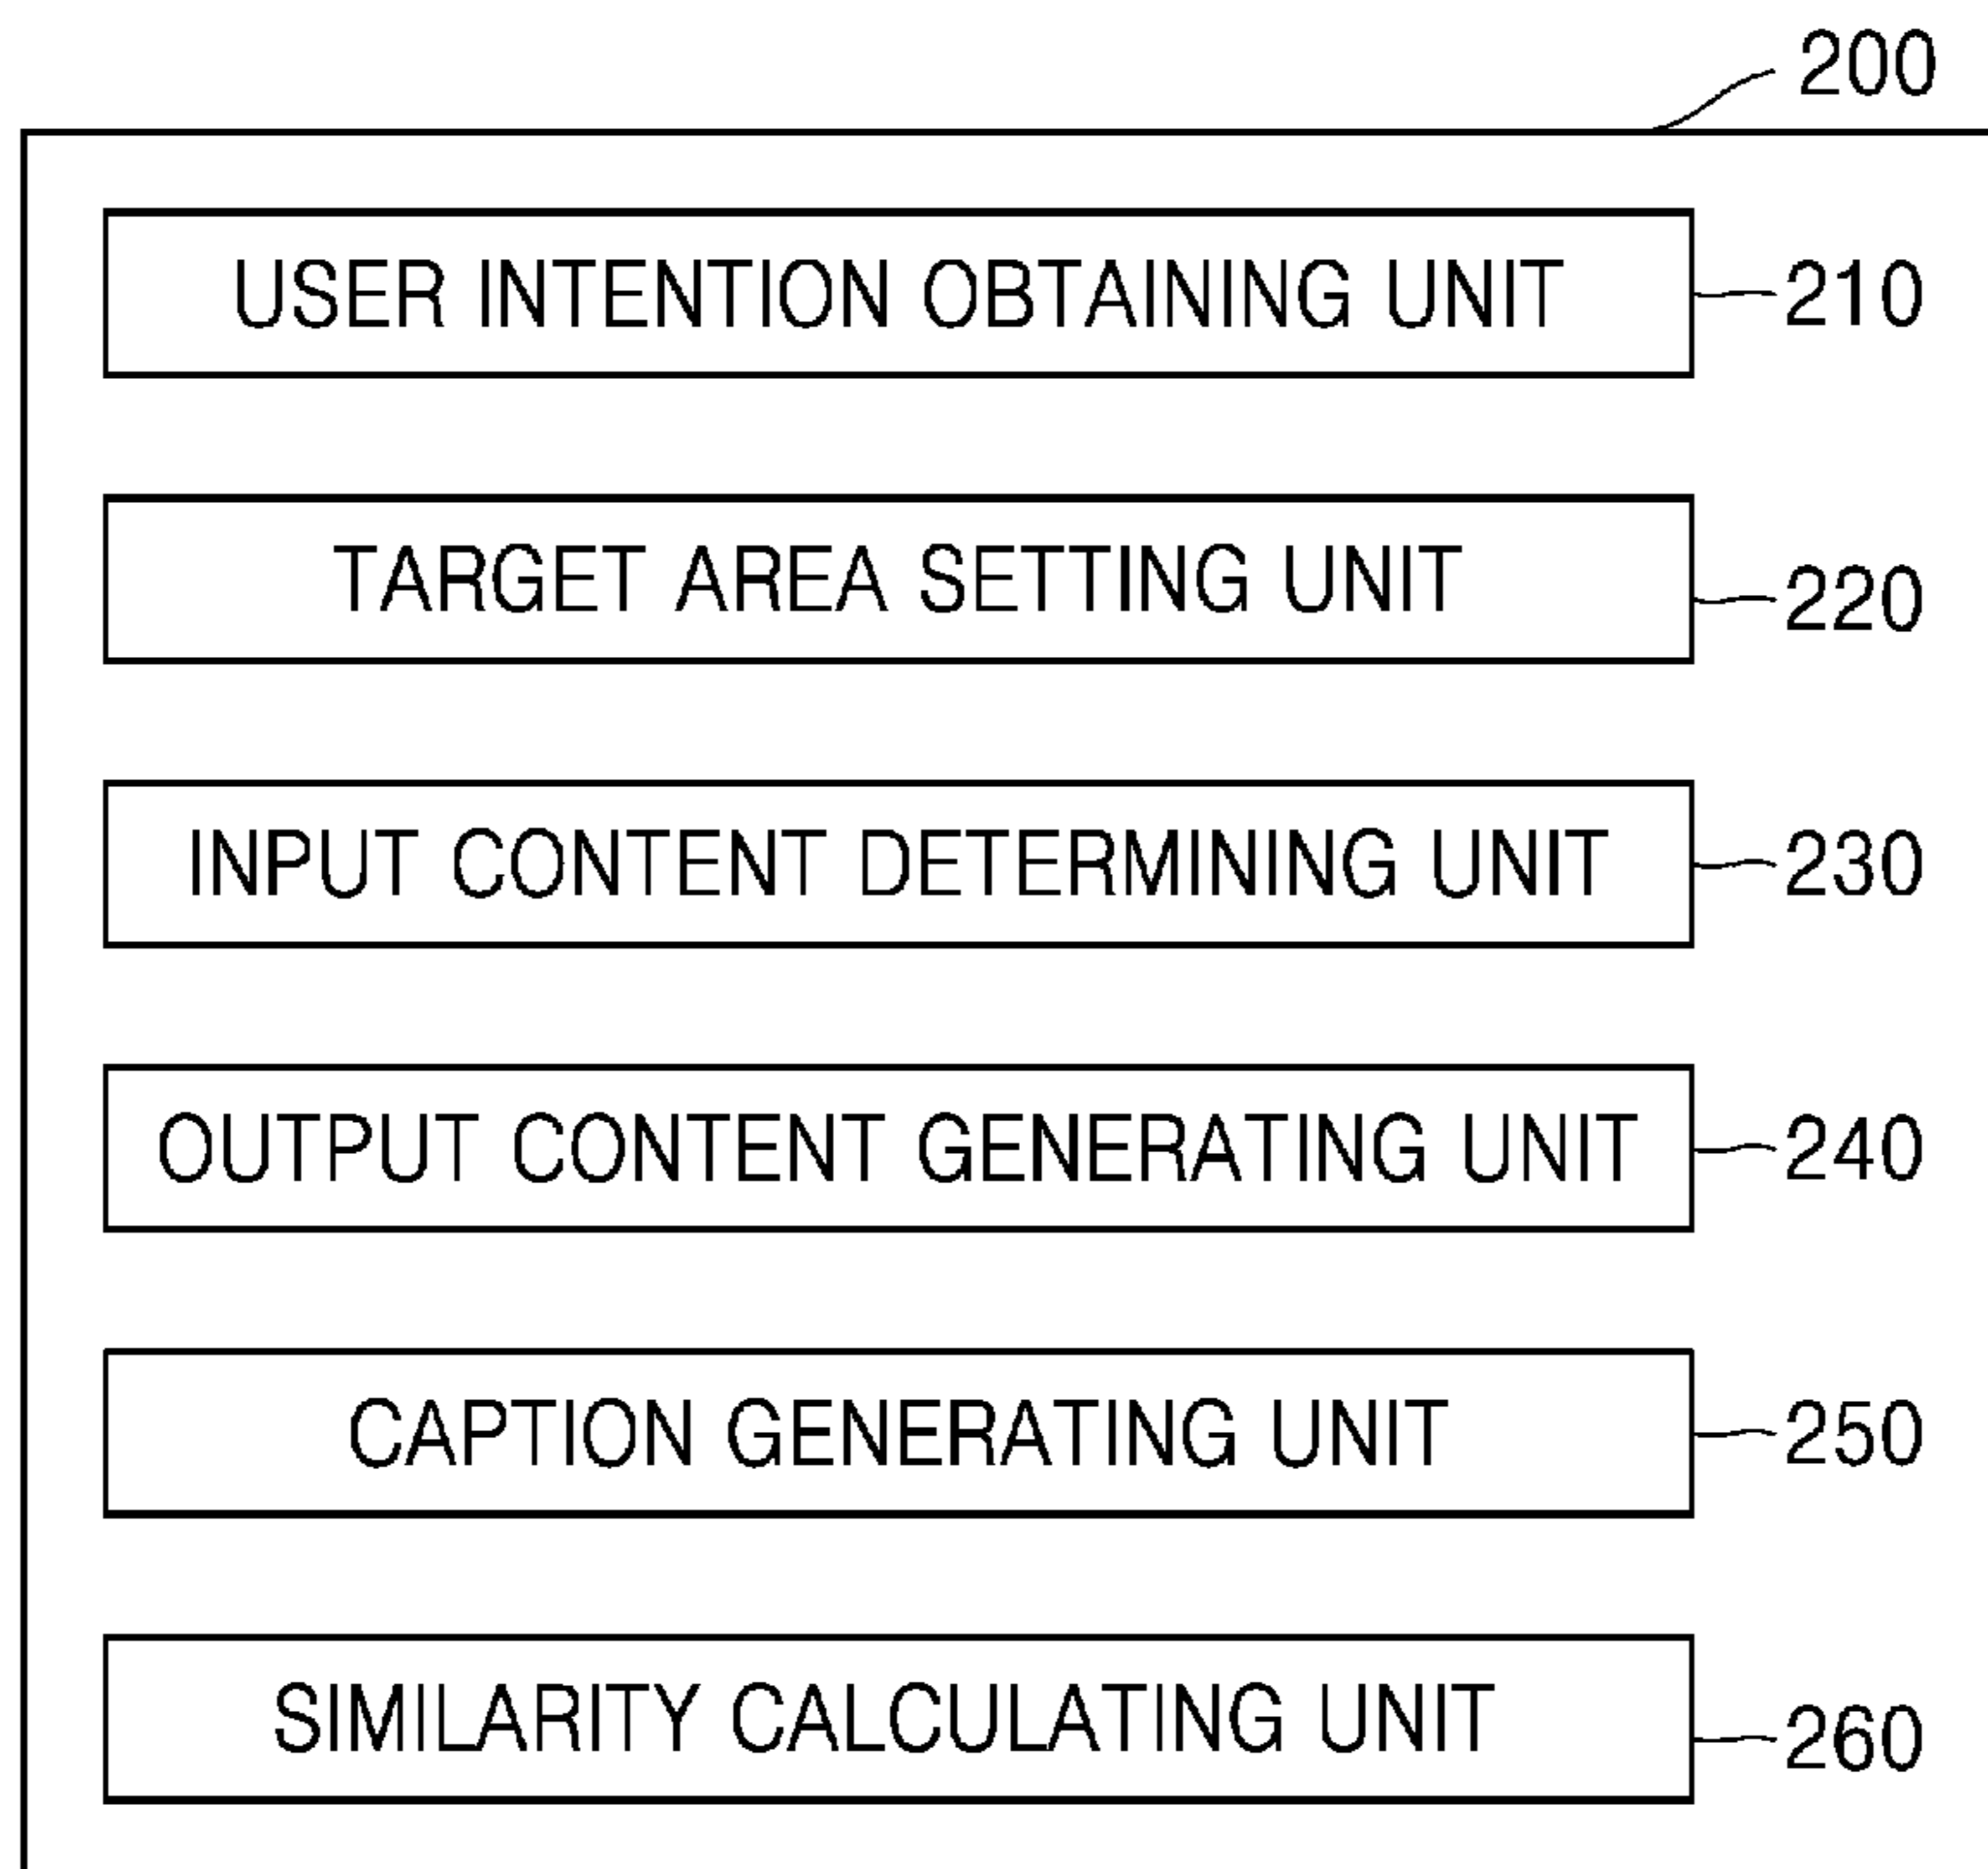 200
USER INTENTION OBTAINING UNIT 210
TARGET AREA SETTING UNIT 220
INPUT CONTENT DETERMINING UNIT 230
OUTPUT CONTENT GENERATING UNIT 240
CAPTION GENERATING UNIT 250
SIMILARITY CALCULATING UNIT 260